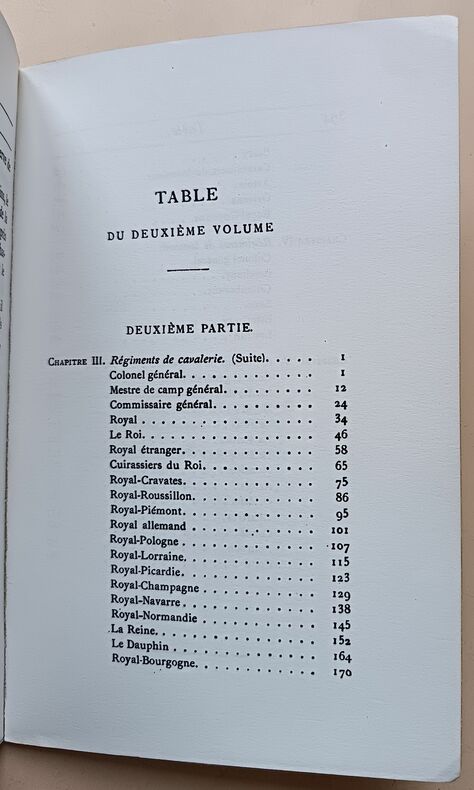 TABLE
DU DEUXIÈME VOLUME
DEUXIÈME PARTIE.
CHAPITRE III. Régiments de cavalerie. (Suite). . . . . 1
Colonel général. . . . . . . . . . . . 1
Mestre de camp général. . . . . . . . . 12
Commissaire général. . . . . . . . . . 24
Royal . . . . . . . . . . . . . . . 34
Le Roi. . . . . . . . . . . . . . . 46
Royal étranger. . . . . . . . . . . . 58
Cuirassiers du Roi. . . . . . . . . . . 65
Royal-Cravates. . . . . . . . . . . . 75
Royal-Roussillon. . . . . . . . . . . . 86
Royal-Piémont. . . . . . . . . . . . 95
Royal allemand . . . . . . . . . . . . 101
Royal-Pologne . . . . . . . . . . . . 107
Royal-Lorraine. . . . . . . . . . . . 115
Royal-Picardie. . . . . . . . . . . . 123
Royal-Champagne . . . . . . . . . . . 129
Royal-Navarre . . . . . . . . . . . . 138
Royal-Normandie . . . . . . . . . . . 145
La Reine. . . . . . . . . . . . . . 152
Le Dauphin . . . . . . . . . . . . . 164
Royal-Bourgogne. . . . . . . . . . . . 170